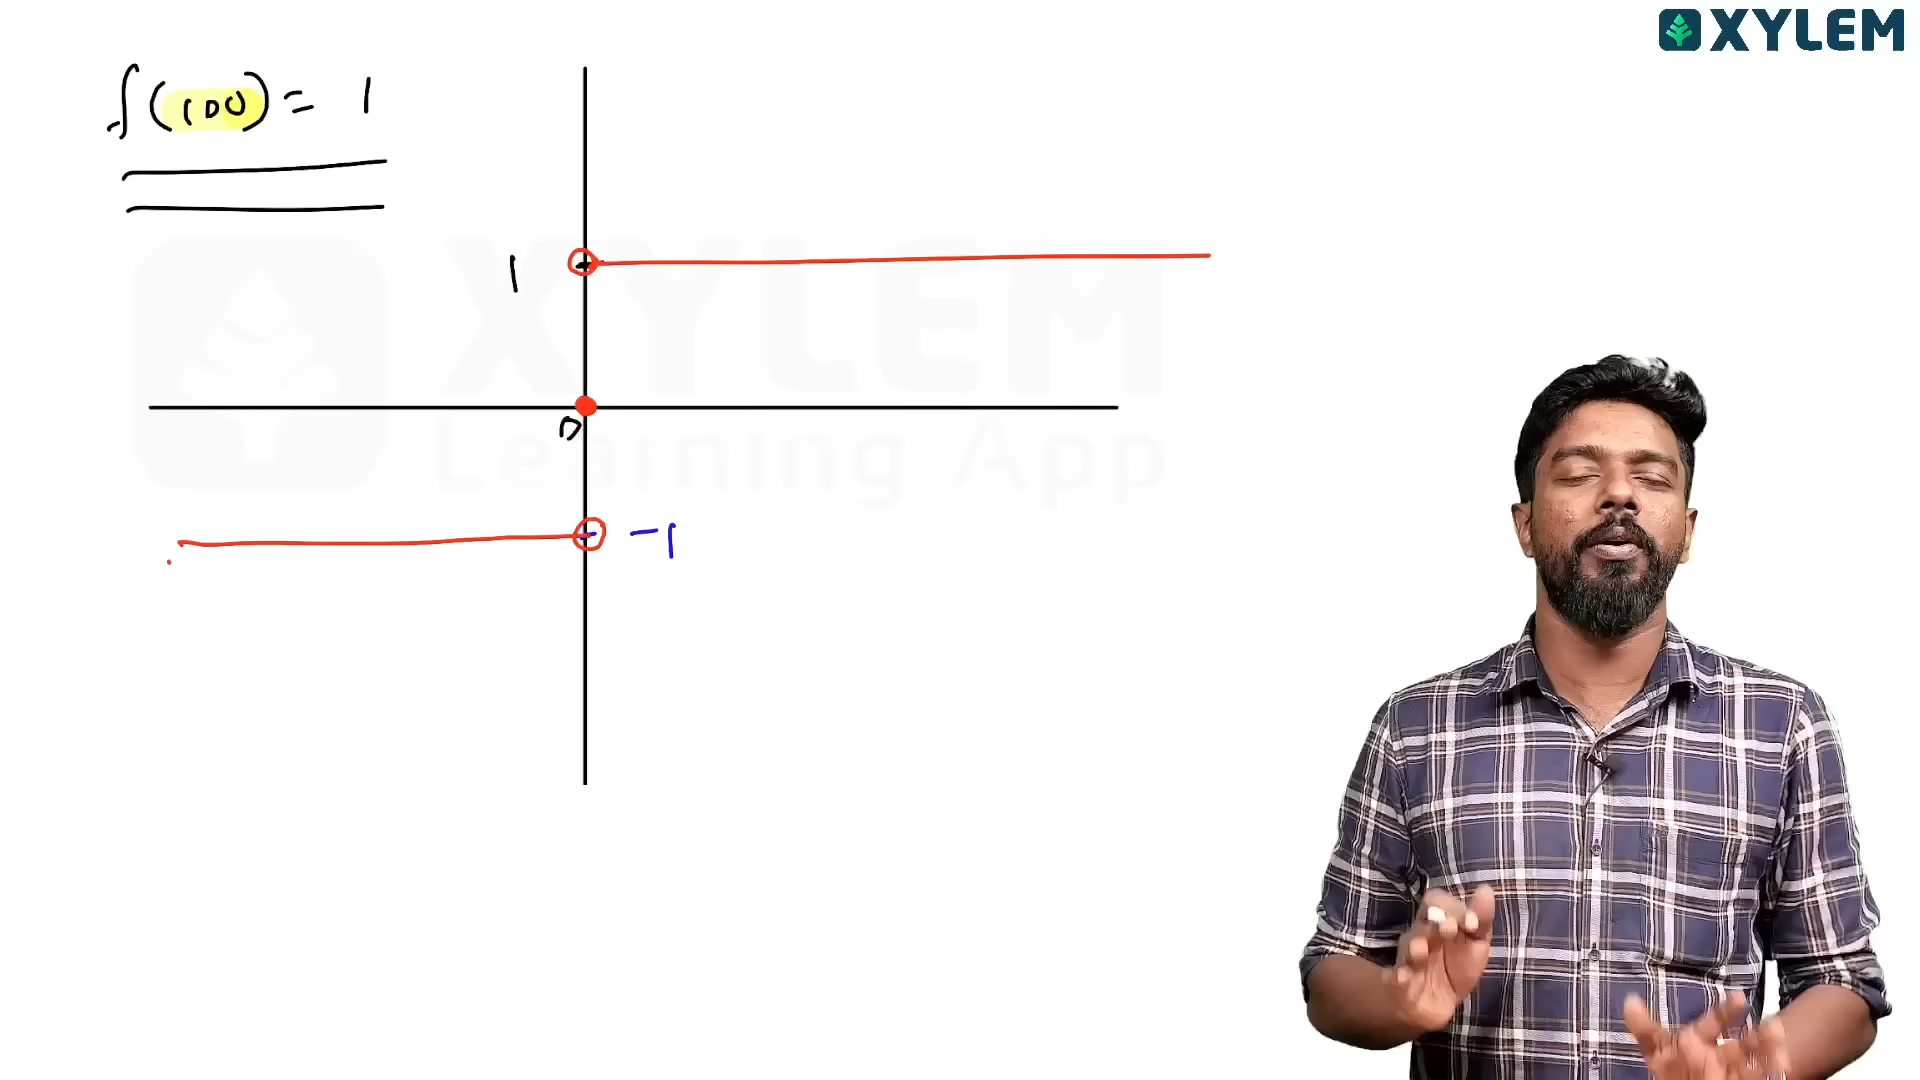 XYLEM
f(100) = 1
1
XYLEM
0
Learning App
-1